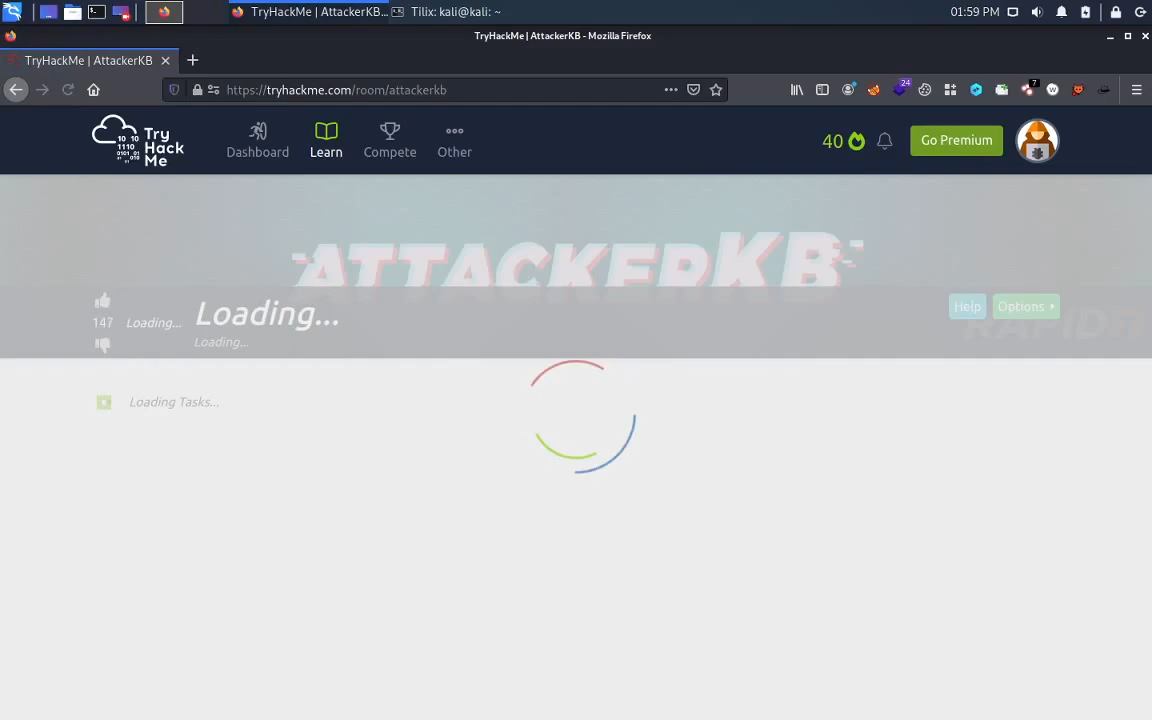 TryHackMe | AttackerKB...
Tilix: kali@kali: ~
01:59 PM
TryHackMe | AttackerKB - Mozilla Firefox
TryHackMe | AttackerKB
https://tryhackme.com/room/attackerkb
24
7
Try
Hack
Me
Dashboard
Learn
Compete
Other
40
Go Premium
ATTACKERKB
147
Loading...
Loading...
Loading...
Help
Options
Loading Tasks...